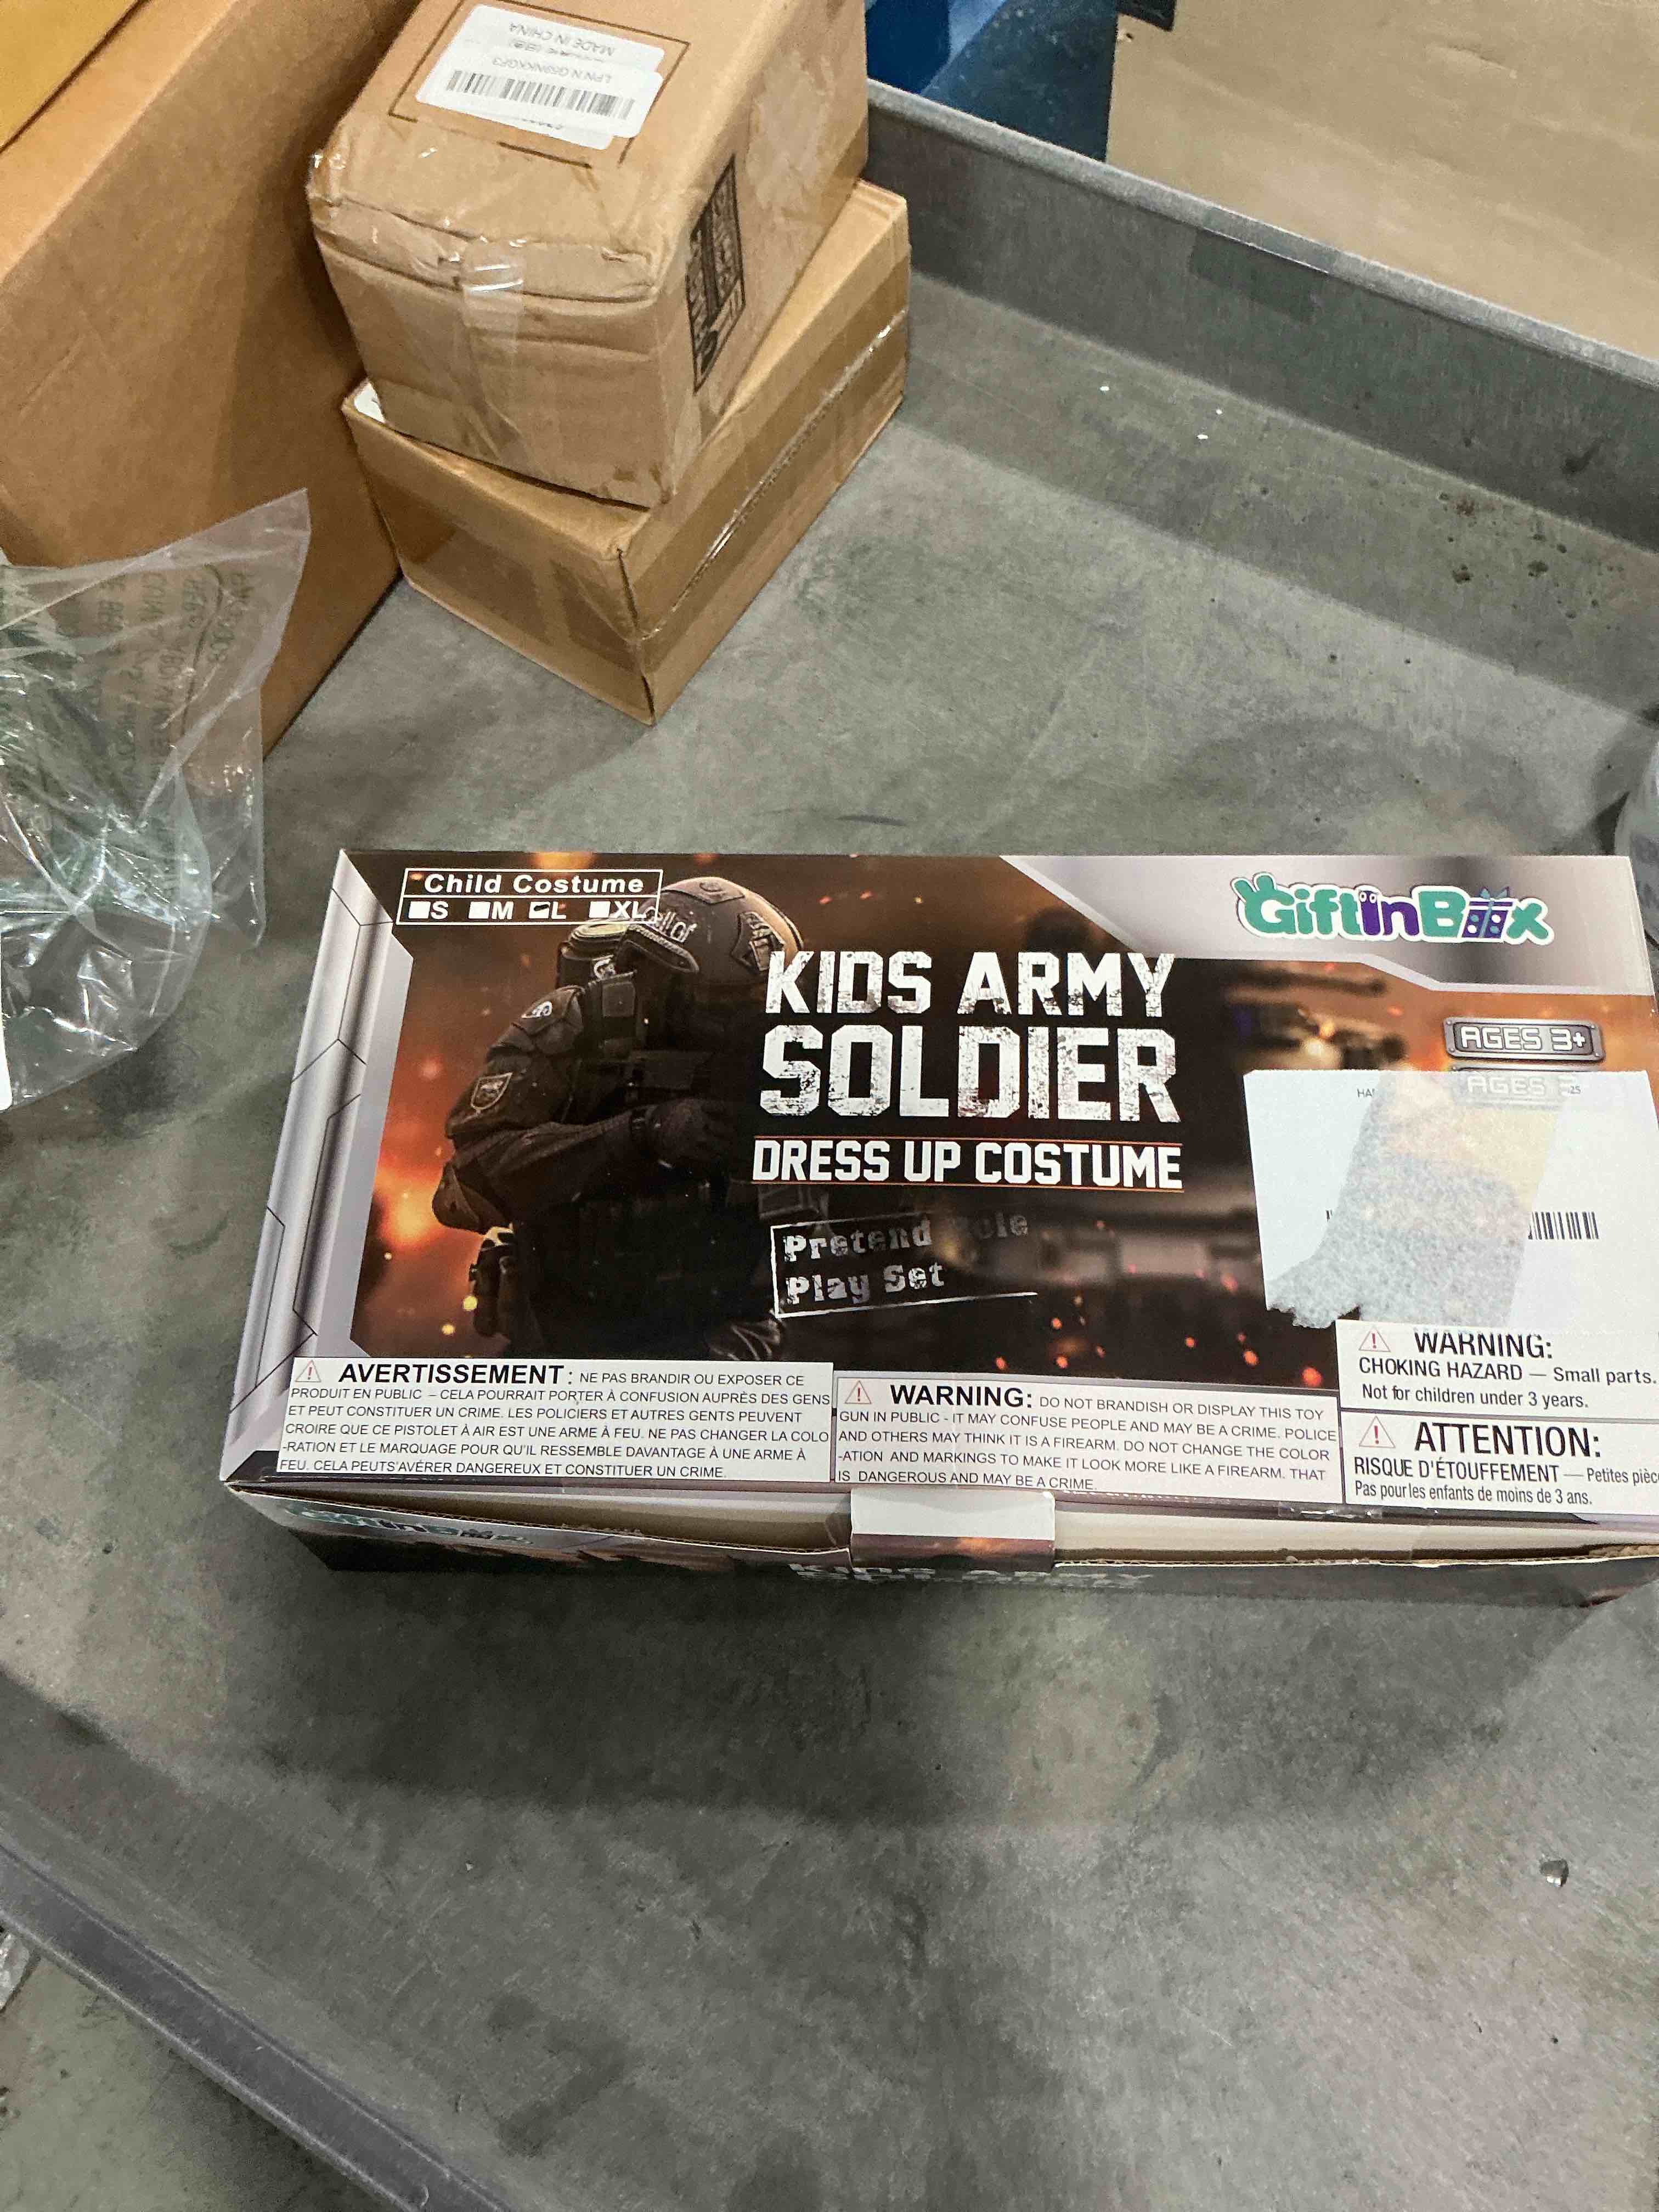 MADE IN CHINA
Child Costume
S M L XL
GiftinBox
KIDS ARMY
SOLDIER
DRESS UP COSTUME
Pretend
Play Set
AGES 3+
AGES
AVERTISSEMENT: NE PAS BRANDIR OU EXPOSER CE
PRODUIT EN PUBLIC – CELA POURRAIT PORTER À CONFUSION AUPRÈS DES GENS
ET PEUT CONSTITUER UN CRIME. LES POLICIERS ET AUTRES GENTS PEUVENT
CROIRE QUE CE PISTOLET À AIR EST UNE ARME À FEU. NE PAS CHANGER LA COLO
-RATION ET LE MARQUAGE POUR QU'IL RESSEMBLE DAVANTAGE À UNE ARME À
FEU. CELA PEUTS'AVÉRER DANGEREUX ET CONSTITUER UN CRIME.
WARNING: DO NOT BRANDISH OR DISPLAY THIS TOY
GUN IN PUBLIC - IT MAY CONFUSE PEOPLE AND MAY BE A CRIME. POLICE
AND OTHERS MAY THINK IT IS A FIREARM. DO NOT CHANGE THE COLOR
-ATION AND MARKINGS TO MAKE IT LOOK MORE LIKE A FIREARM. THAT
IS DANGEROUS AND MAY BE A CRIME.
WARNING:
CHOKING HAZARD — Small parts.
Not for children under 3 years.
ATTENTION:
RISQUE D'ÉTOUFFEMENT — Petites pièc
Pas pour les enfants de moins de 3 ans.
GiftinBox
KIDS ARMY